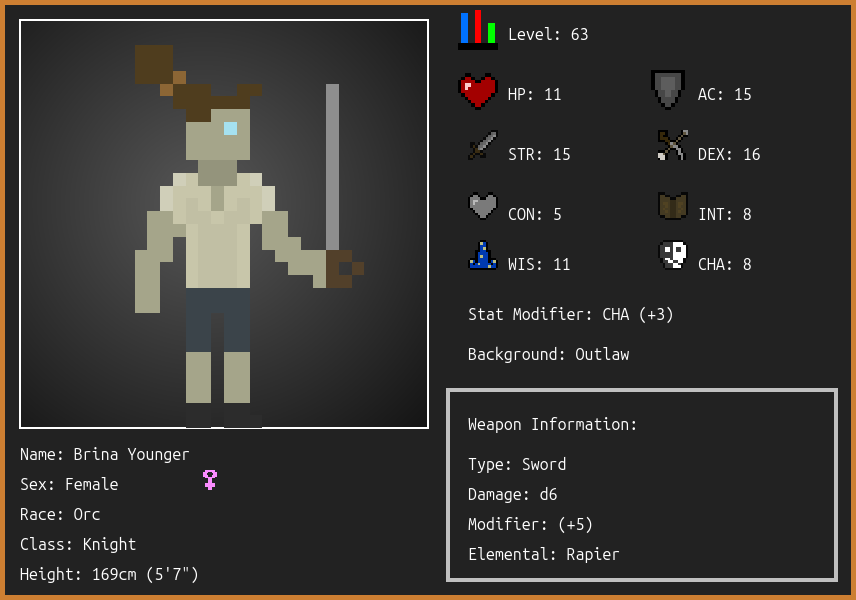 Level: 63
HP: 11 AC: 15
STR: 15 DEX: 16
CON: 5 INT: 8
WIS: 11 CHA: 8
Stat Modifier: CHA (+3)
Background: Outlaw
Weapon Information:
Type: Sword
Damage: d6
Modifier: (+5)
Elemental: Rapier
Name: Brina Younger
Sex: Female
Race: Orc
Class: Knight
Height: 169cm (5'7")